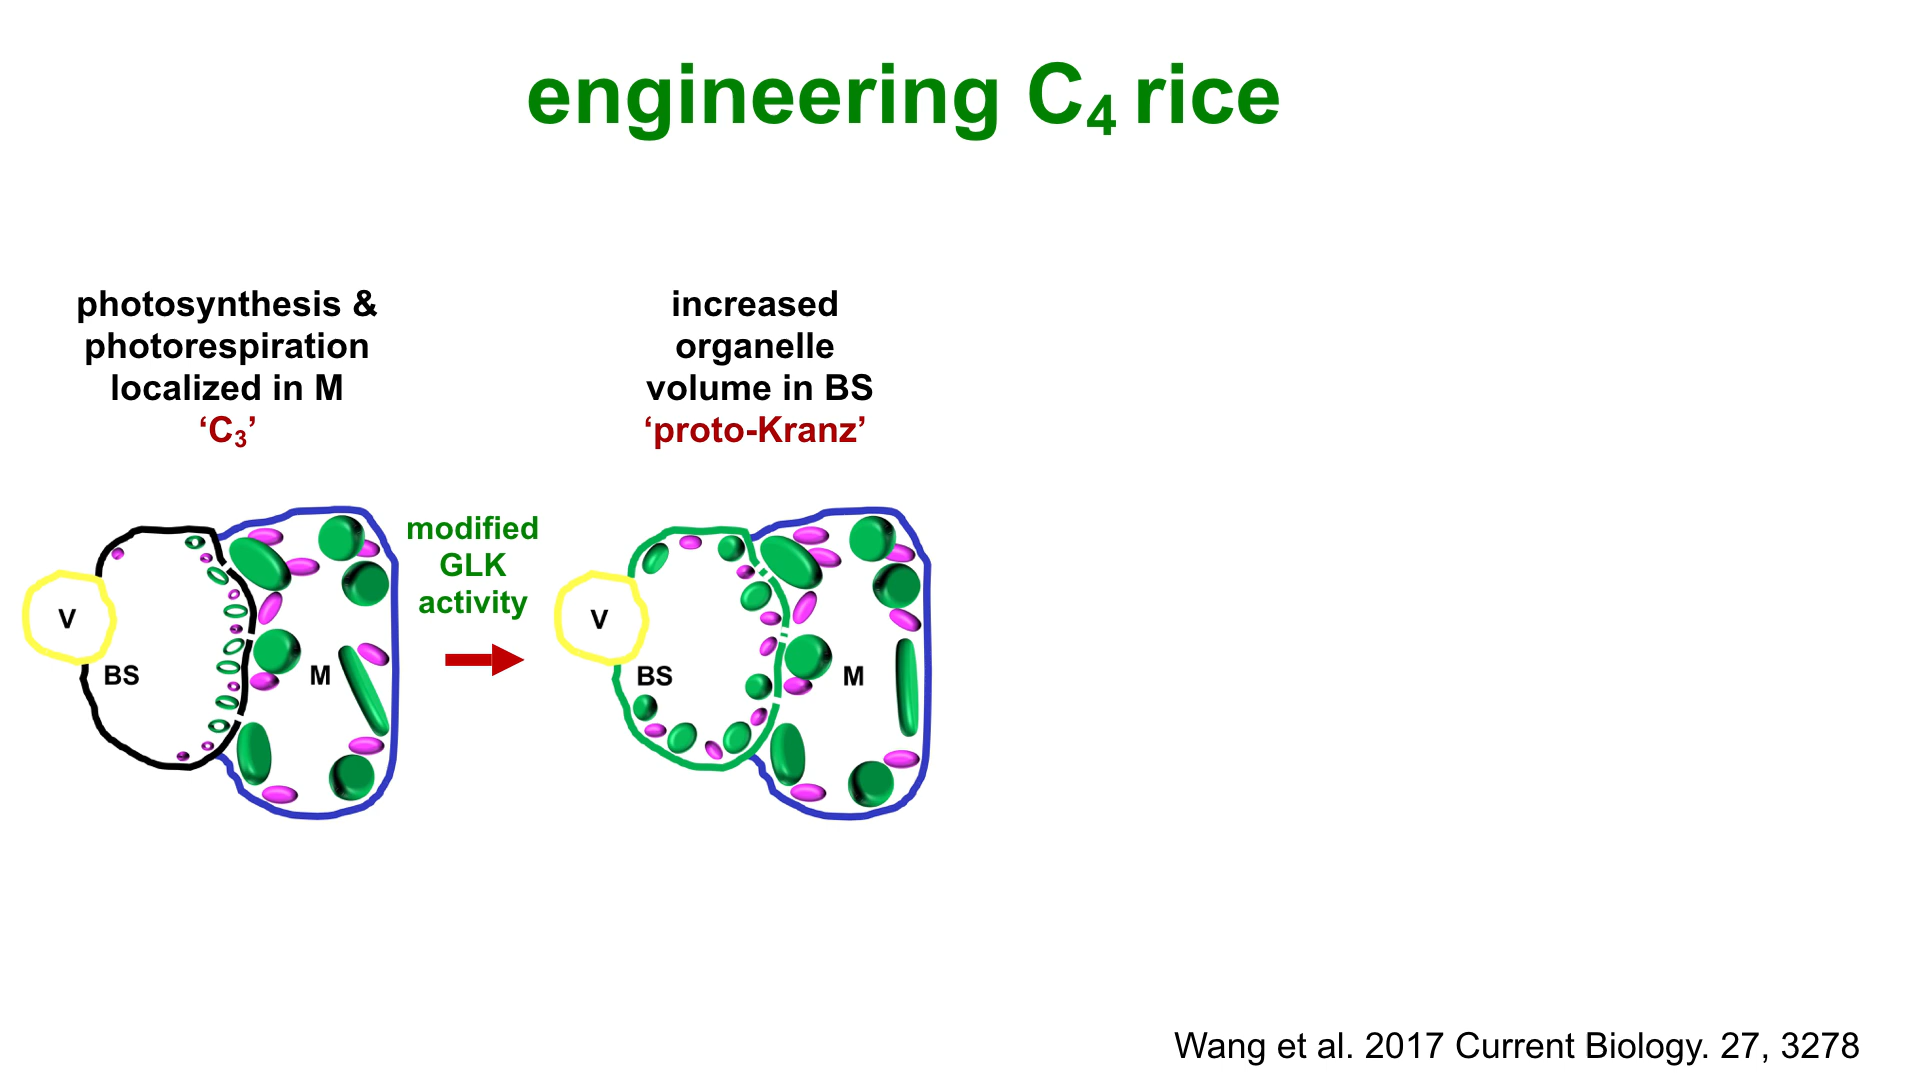 engineering C₄ rice
photosynthesis &
photorespiration
localized in M
‘C₃’
increased
organelle
volume in BS
‘proto-Kranz’
modified
GLK
activity
V
BS
M
V
BS
M
Wang et al. 2017 Current Biology. 27, 3278